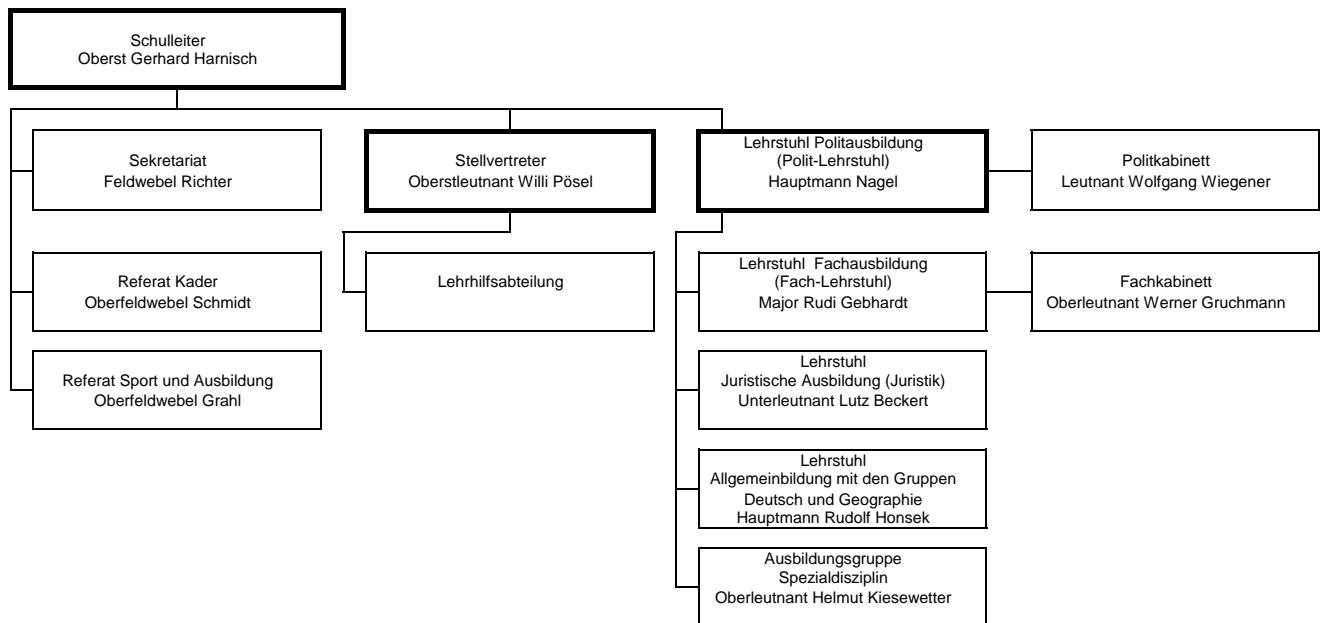 Schulleiter
Oberst Gerhard Harnisch
Sekretariat
Feldwebel Richter
Stellvertreter
Oberstleutnant Willi Pösel
Lehrstuhl Politausbildung
(Polit-Lehrstuhl)
Hauptmann Nagel
Politkabinett
Leutnant Wolfgang Wiegener
Referat Kader
Oberfeldwebel Schmidt
Lehrhilfsabteilung
Lehrstuhl Fachausbildung
(Fach-Lehrstuhl)
Major Rudi Gebhardt
Fachkabinett
Oberleutnant Werner Gruchmann
Referat Sport und Ausbildung
Oberfeldwebel Grahl
Lehrstuhl
Juristische Ausbildung (Juristik)
Unterleutnant Lutz Beckert
Lehrstuhl
Allgemeinbildung mit den Gruppen
Deutsch und Geographie
Hauptmann Rudolf Honsek
Ausbildungsgruppe
Spezialdisziplin
Oberleutnant Helmut Kiesewetter